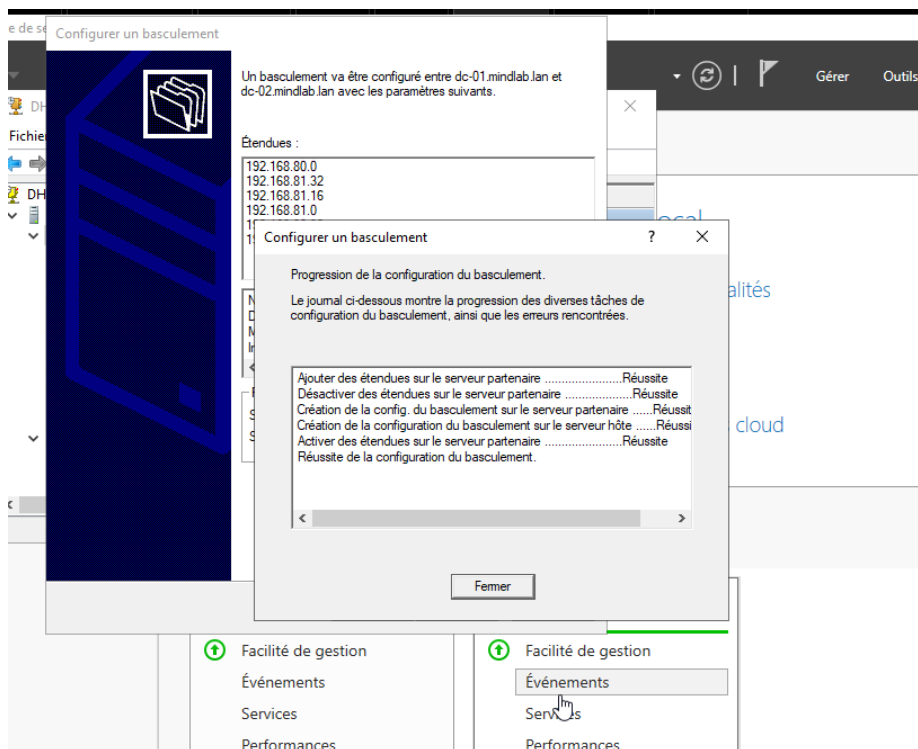 e de se
Configurer un basculement
Un basculement va être configuré entre dc-01.mindlab.lan et
dc-02.mindlab.lan avec les paramètres suivants.
Gérer
Outils
DH
Fichie
Étendues :
192.168.80.0
192.168.81.32
192.168.81.16
192.168.81.0
DH
Configurer un basculement
?
Progression de la configuration du basculement.
Le journal ci-dessous montre la progression des diverses tâches de
configuration du basculement, ainsi que les erreurs rencontrées.
alités
Ajouter des étendues sur le serveur partenaire .......................Réussite
Désactiver des étendues sur le serveur partenaire ....................Réussite
Création de la config. du basculement sur le serveur partenaire ......Réussit
Création de la configuration du basculement sur le serveur hôte ......Réussi
Activer des étendues sur le serveur partenaire .......................Réussite
Réussite de la configuration du basculement.
cloud
Fermer
Facilité de gestion
Facilité de gestion
Événements
Événements
Services
Services
Performances
Performances